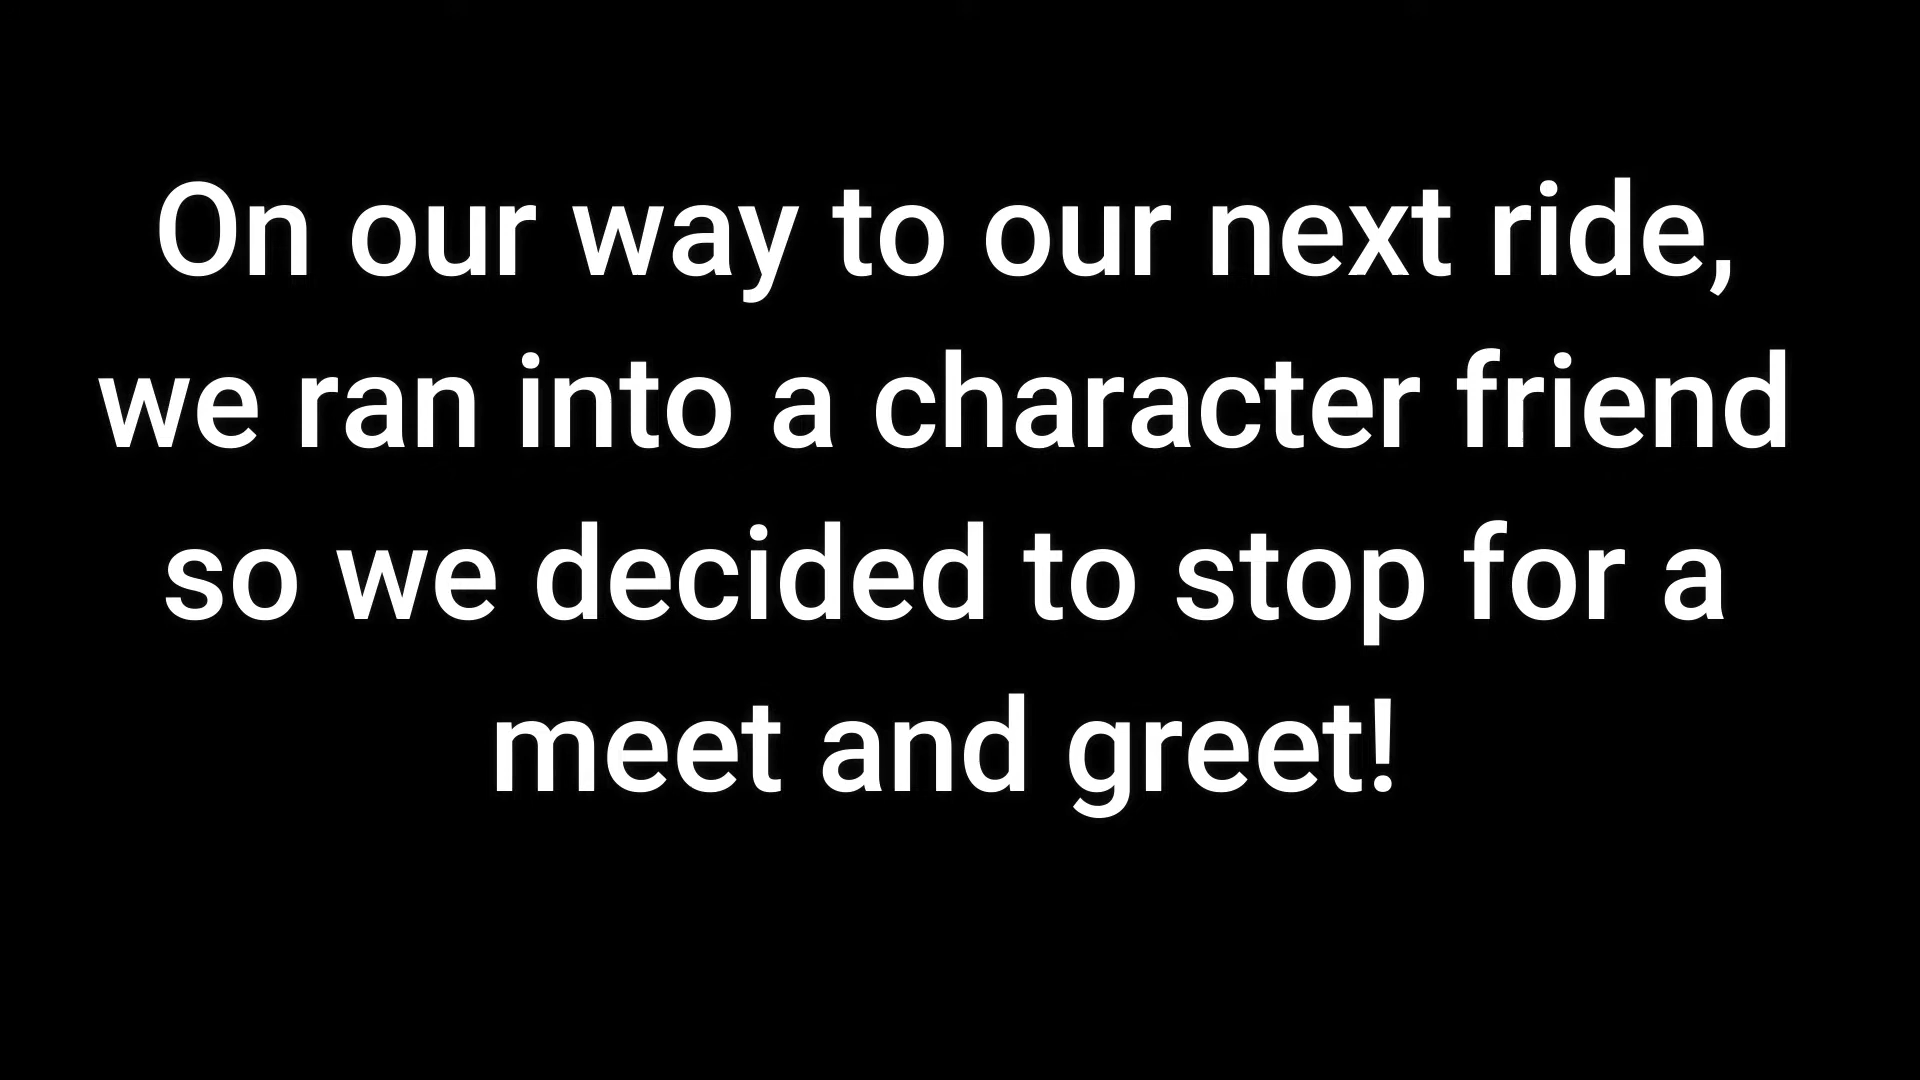 On our way to our next ride,
we ran into a character friend
so we decided to stop for a
meet and greet!